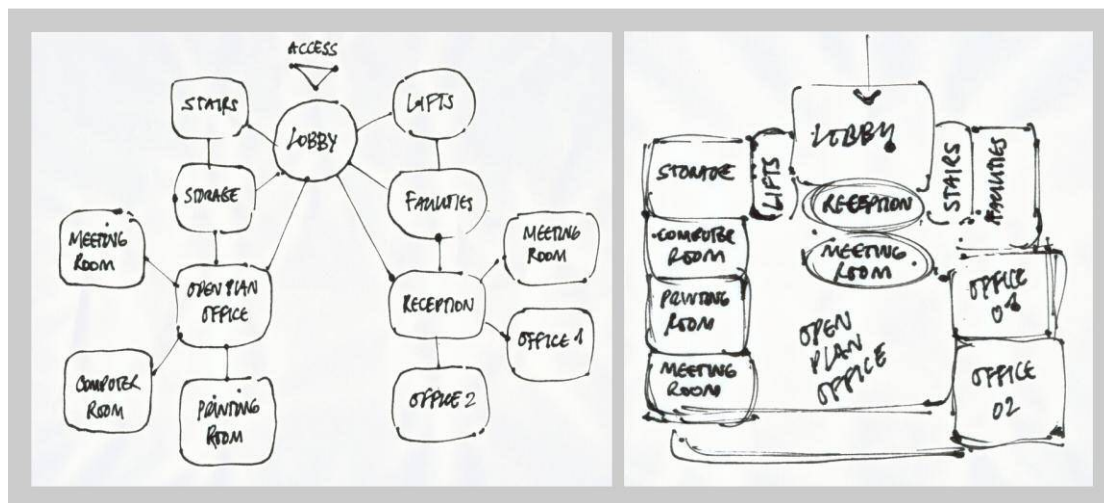 ACCESS
STAIRS
LIFTS
LOBBY
STORAGE
FACILITIES
MEETING
ROOM
MEETING
ROOM
OPEN PLAN
OFFICE
RECEPTION
OFFICE 1
COMPUTER
ROOM
PRINTING
ROOM
OFFICE 2
LOBBY
STORAGE
LIFTS
STAIRS
FACILITIES
RECEPTION
COMPUTER
ROOM
MEETING
ROOM
PRINTING
ROOM
OFFICE
01
OPEN
PLAN
OFFICE
MEETING
ROOM
OFFICE
02